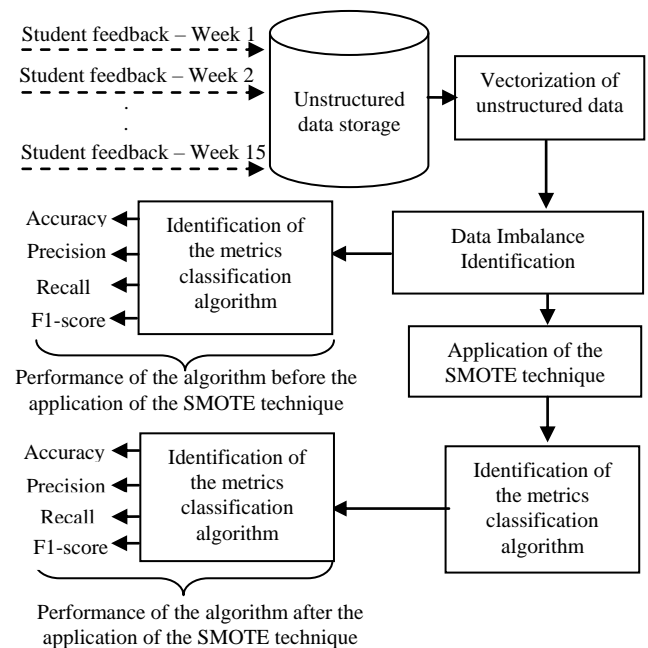 Student feedback – Week 1
Student feedback – Week 2
.
.
Student feedback – Week 15
Unstructured
data storage
Vectorization of
unstructured data
Data Imbalance
Identification
Accuracy
Precision
Recall
F1-score
Identification of
the metrics
classification
algorithm
Performance of the algorithm before the
application of the SMOTE technique
Application of the
SMOTE technique
Identification of
the metrics
classification
algorithm
Accuracy
Precision
Recall
F1-score
Identification of
the metrics
classification
algorithm
Performance of the algorithm after the
application of the SMOTE technique